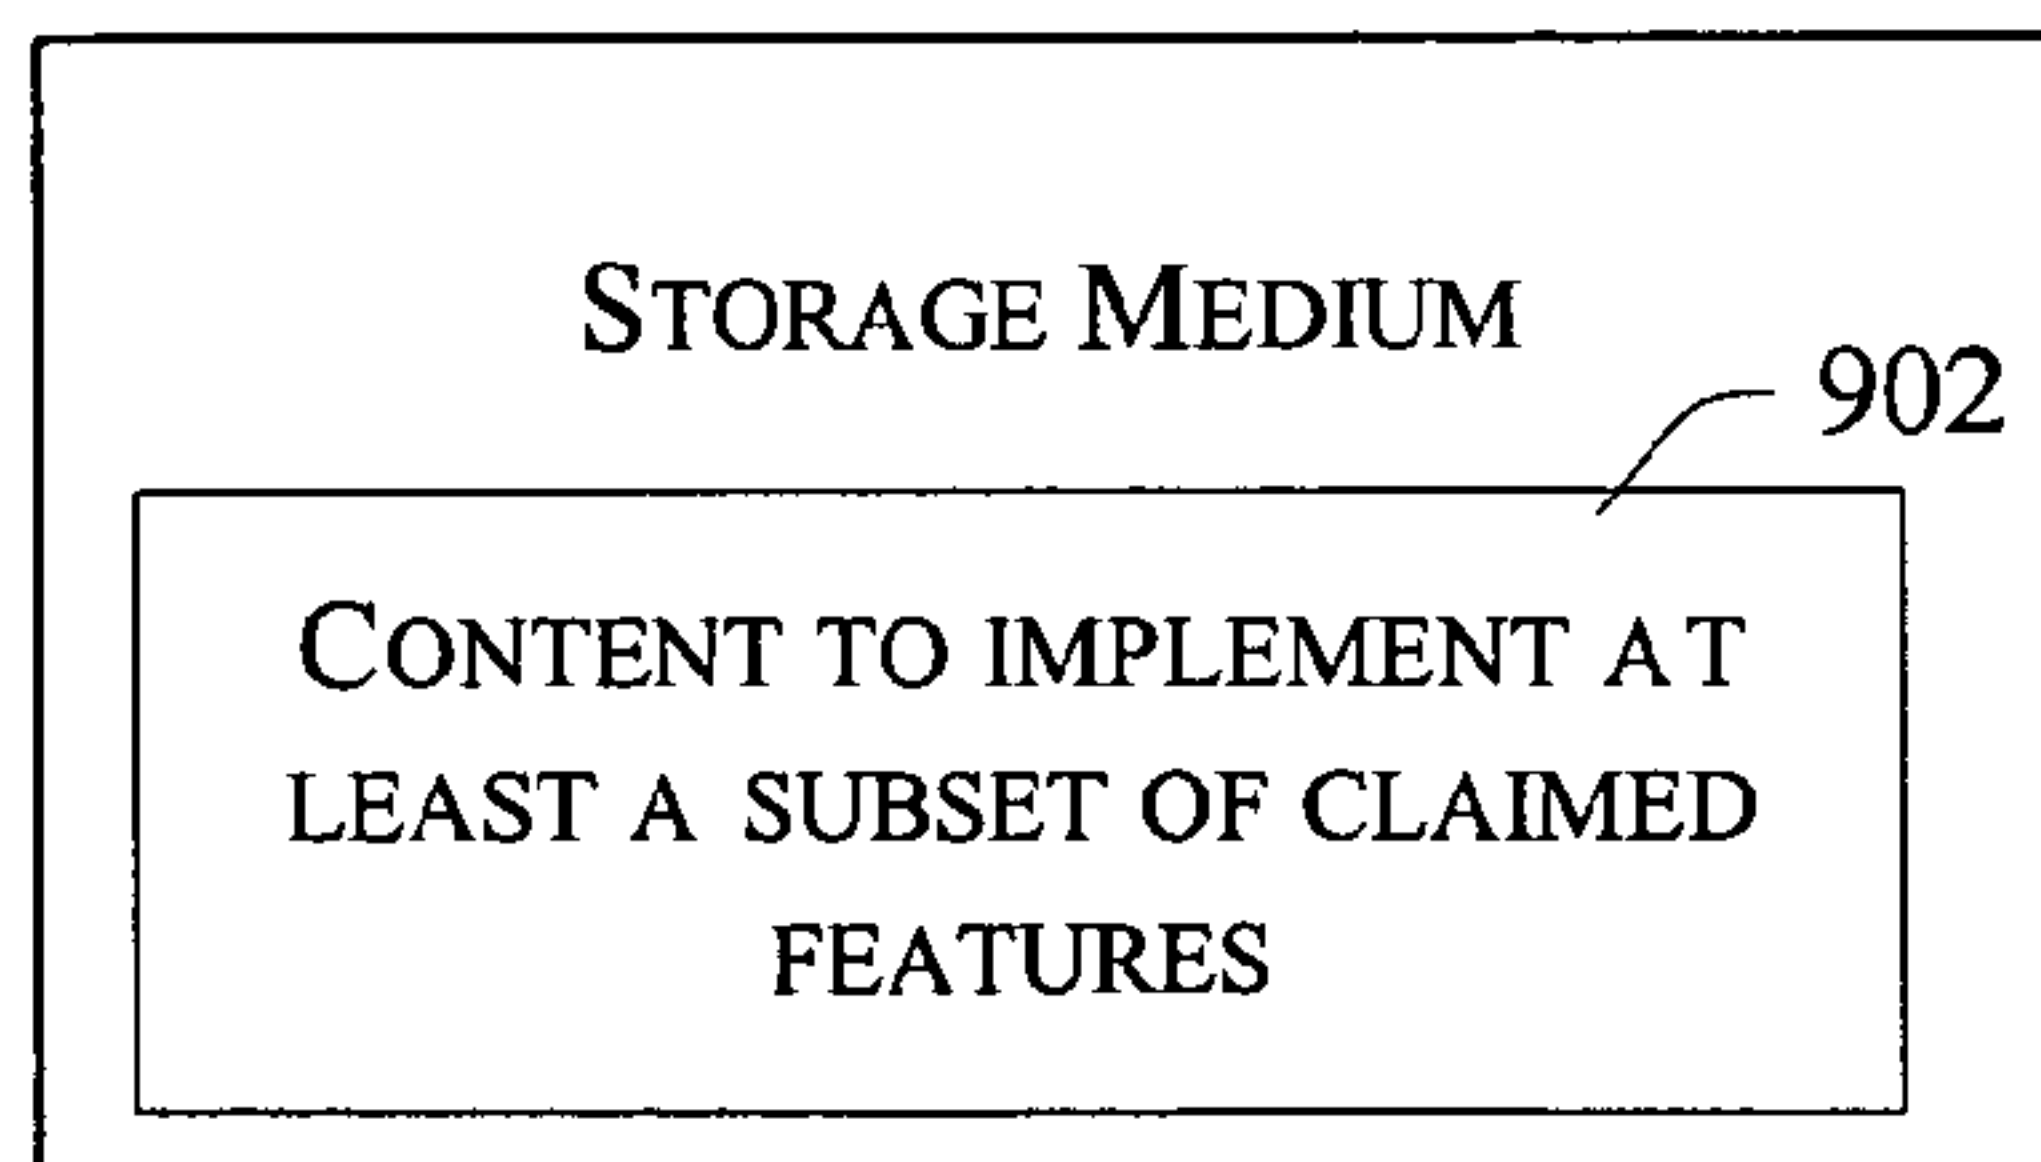 STORAGE MEDIUM
902
CONTENT TO IMPLEMENT AT
LEAST A SUBSET OF CLAIMED
FEATURES